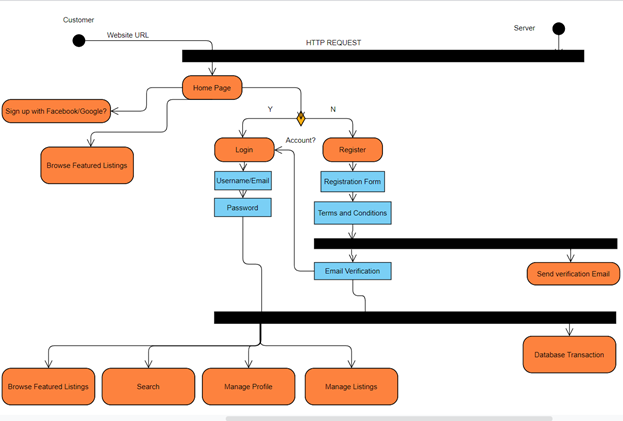 Customer
Server
Website URL
HTTP REQUEST
Home Page
Sign up with Facebook/Google?
Y
N
Account?
Browse Featured Listings
Login
Register
Username/Email
Registration Form
Password
Terms and Conditions
Email Verification
Send verification Email
Database Transaction
Browse Featured Listings
Search
Manage Profile
Manage Listings